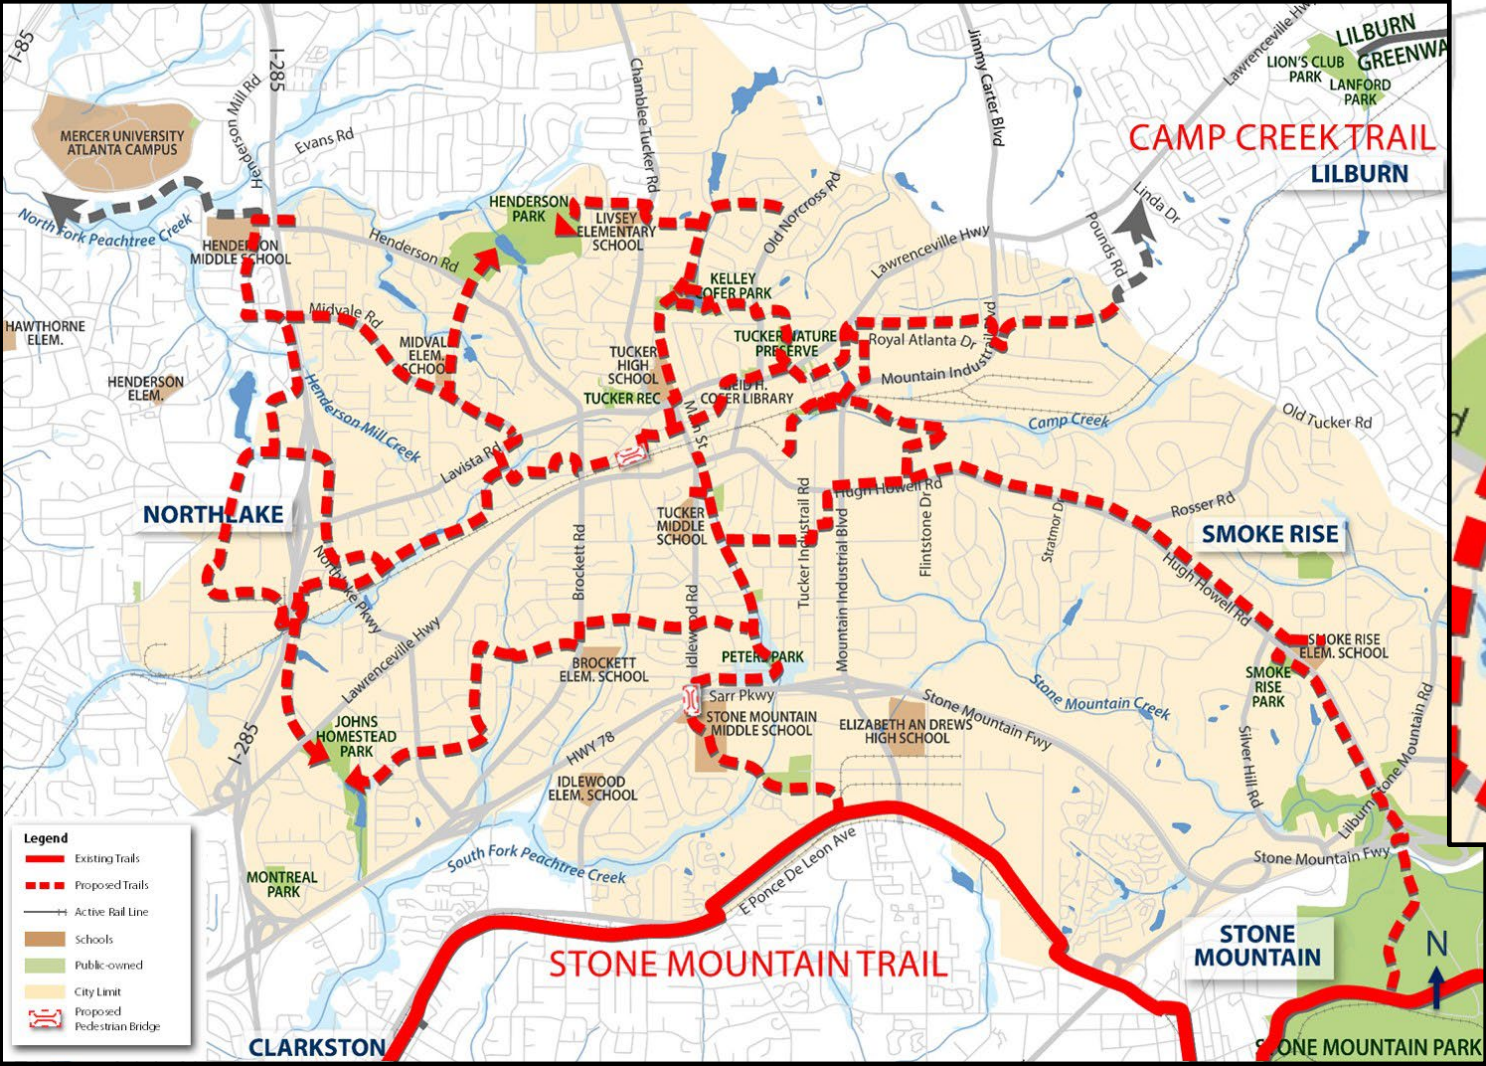 I-85
I-285
Henderson Mill Rd
Evans Rd
MERCER UNIVERSITY
ATLANTA CAMPUS
North Fork Peachtree Creek
HENDERSON
MIDDLE SCHOOL
Henderson Rd
HENDERSON
PARK
LIVSEY
ELEMENTARY
SCHOOL
Chamblee Tucker Rd
Old Norcross Rd
Jimmy Carter Blvd
Lawrenceville Hwy
LILBURN
GREENWA
LION'S CLUB
PARK
LANFORD
PARK
CAMP CREEK TRAIL
LILBURN
Linda Dr
Pounds Rd
Lawrenceville Hwy
KELLEY
OFER PARK
Midvale Rd
HAWTHORNE
ELEM.
HENDERSON
ELEM.
Henderson Mill Creek
MIDVAL
ELEM.
SCHOO
TUCKER
HIGH
SCHOOL
TUCKER REC
TUCKER NATURE
PRESERVE
Royal Atlanta Dr
Mountain Industrial
REID H.
COFER LIBRARY
Main St
Camp Creek
Old Tucker Rd
Lavista Rd
NORTHLAKE
Northlake Pkwy
TUCKER
MIDDLE
SCHOOL
Hugh Howell Rd
Tucker Industrail Rd
Mountain Industrial Blvd
Flintstone Dr
Stratmor Dr
Rosser Rd
SMOKE RISE
Hugh Howell Rd
Brockett Rd
Idlewood Rd
Lawrenceville Hwy
BROCKETT
ELEM. SCHOOL
PETERS PARK
Sarr Pkwy
STONE MOUNTAIN
MIDDLE SCHOOL
ELIZABETH AN DREWS
HIGH SCHOOL
Stone Mountain Fwy
Stone Mountain Creek
SMOKE RISE
ELEM. SCHOOL
SMOKE
RISE
PARK
Silver Hill Rd
Lilburn Stone Mountain Rd
I-285
JOHNS
HOMESTEAD
PARK
HWY 78
IDLEWOOD
ELEM. SCHOOL
South Fork Peachtree Creek
E Ponce De Leon Ave
Stone Mountain Fwy
MONTREAL
PARK
STONE MOUNTAIN TRAIL
STONE
MOUNTAIN
N
CLARKSTON
STONE MOUNTAIN PARK
Legend
Existing Trails
Proposed Trails
Active Rail Line
Schools
Public-owned
City Limit
Proposed
Pedestrian Bridge